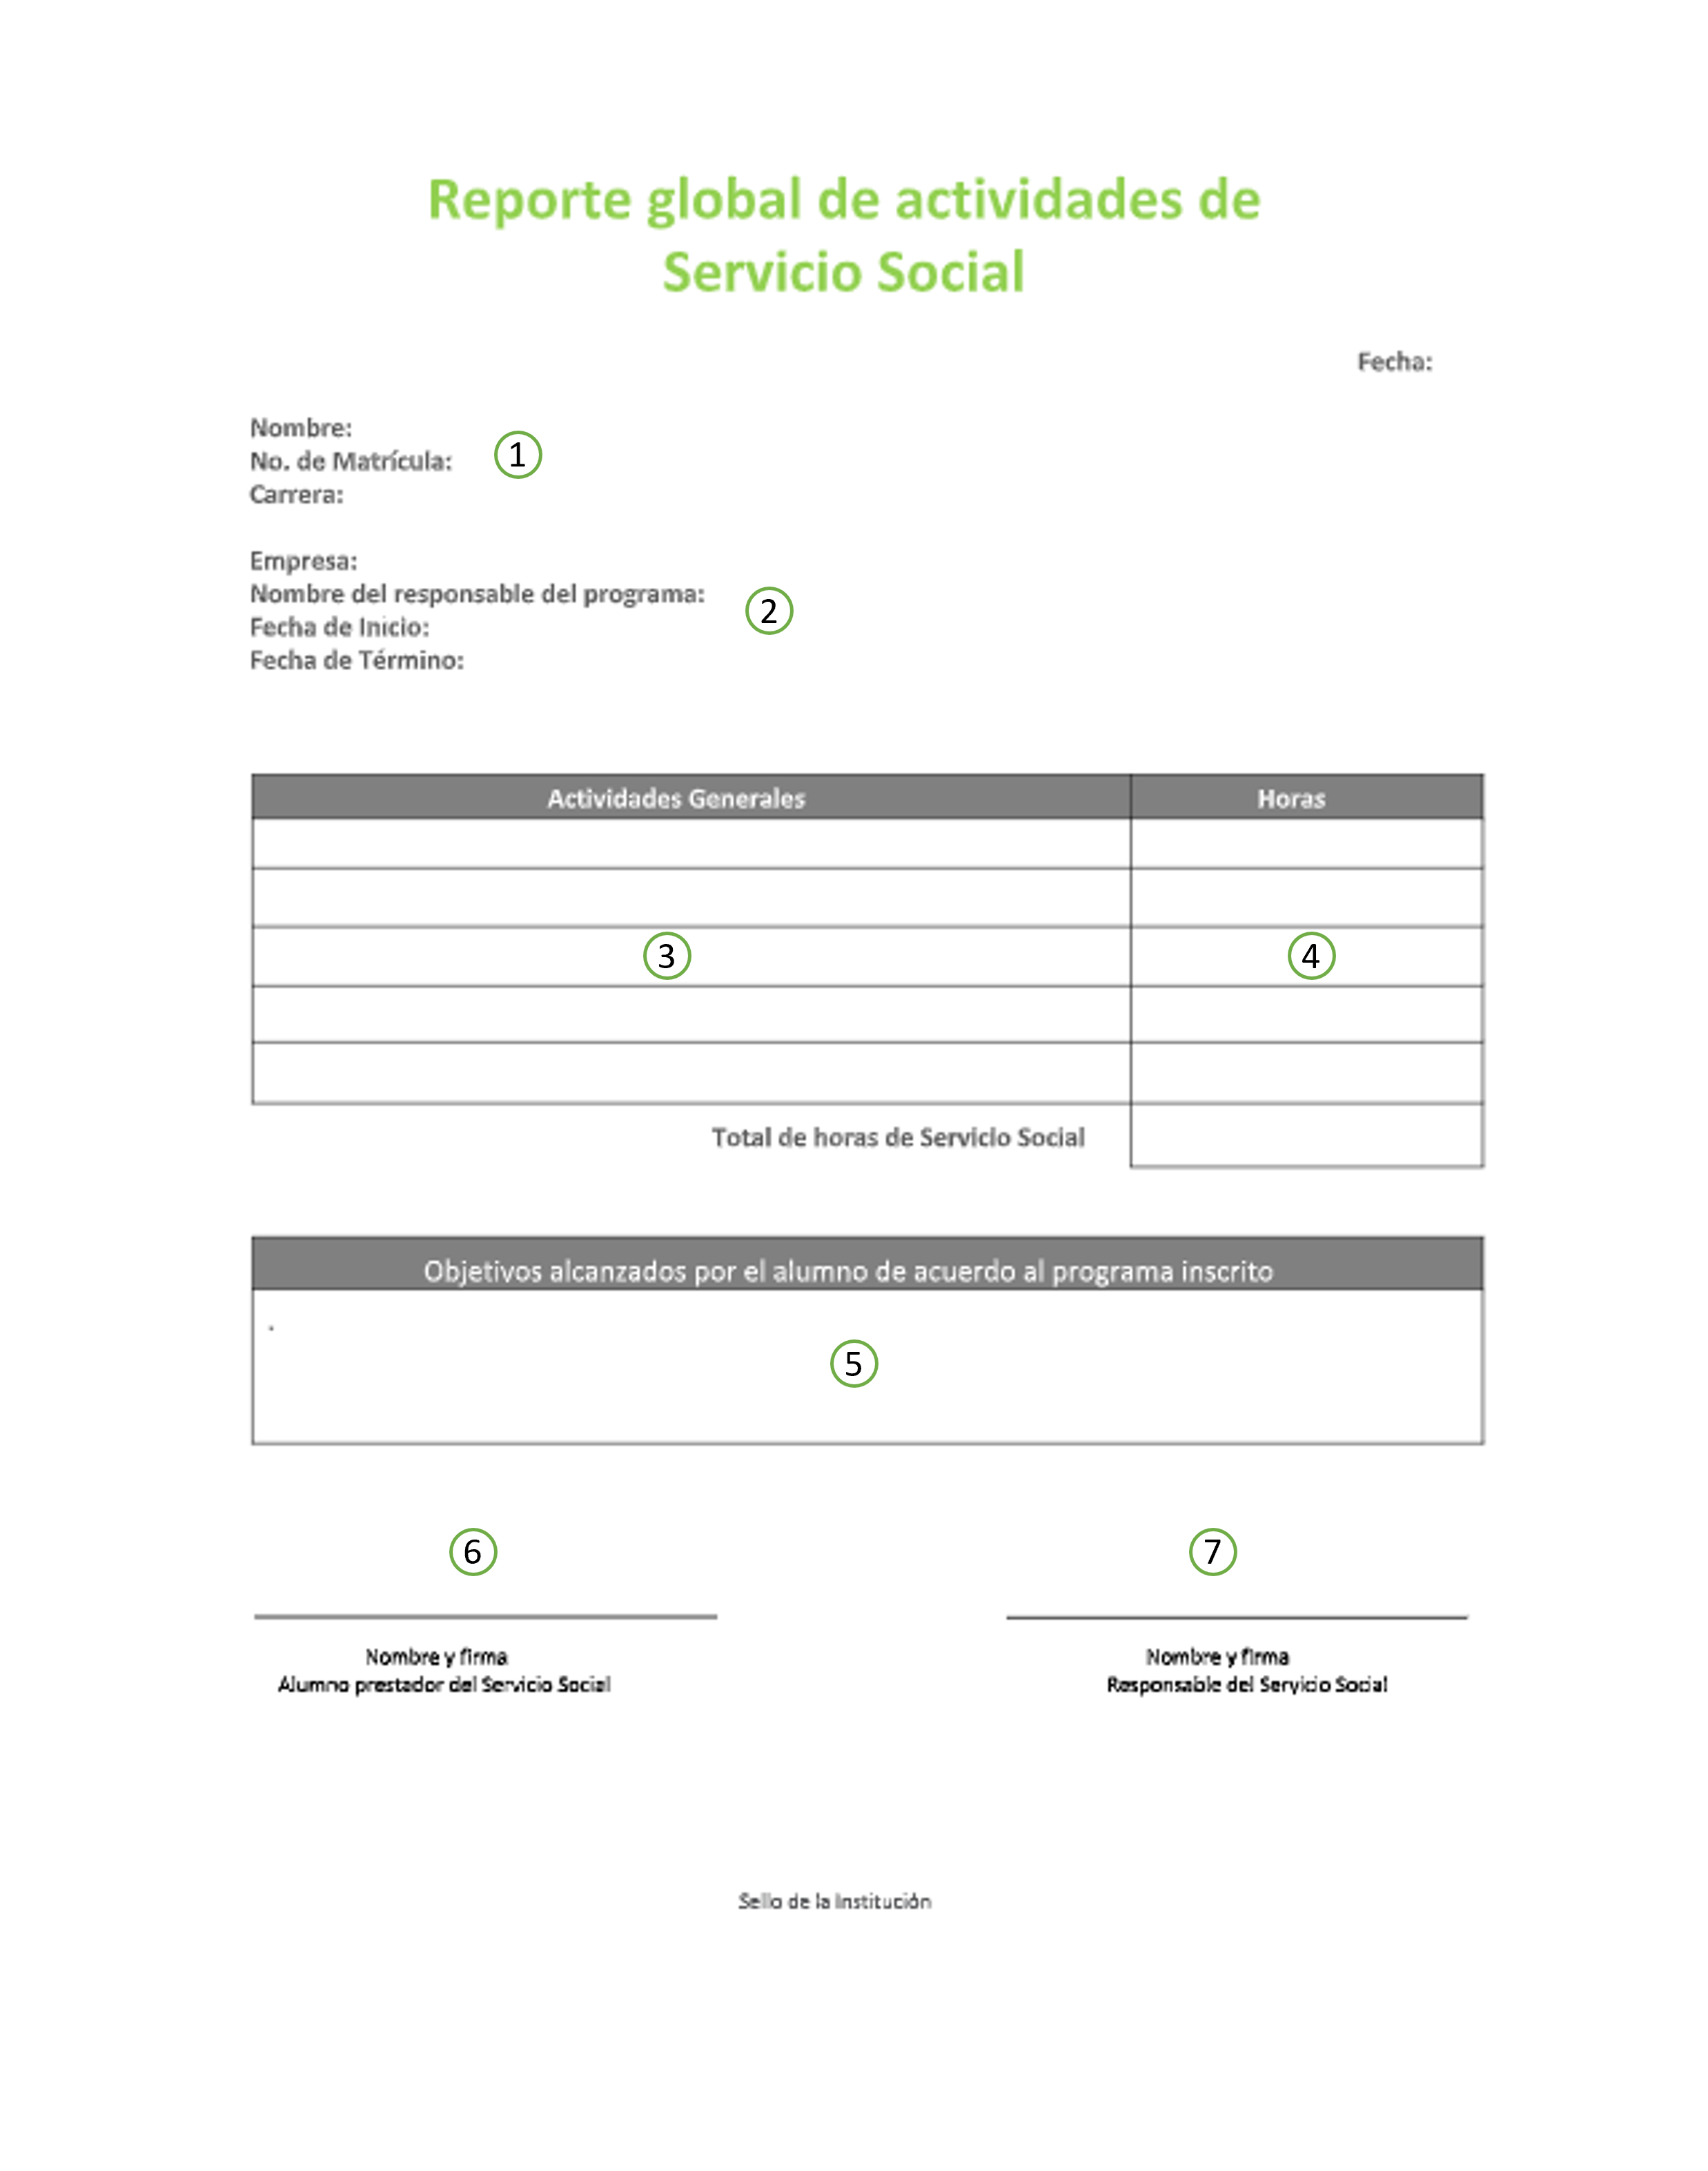 Reporte global de actividades de
Servicio Social
Fecha:
Nombre:
No. de Matrícula:
Carrera:
1
Empresa:
Nombre del responsable del programa:
Fecha de Inicio:
Fecha de Término:
2
Actividades Generales Horas
3 4
Total de horas de Servicio Social
Objetivos alcanzados por el alumno de acuerdo al programa inscrito
.
5
6 7
Nombre y firma Nombre y firma
Alumno prestador del Servicio Social Responsable del Servicio Social
Sello de la Institución